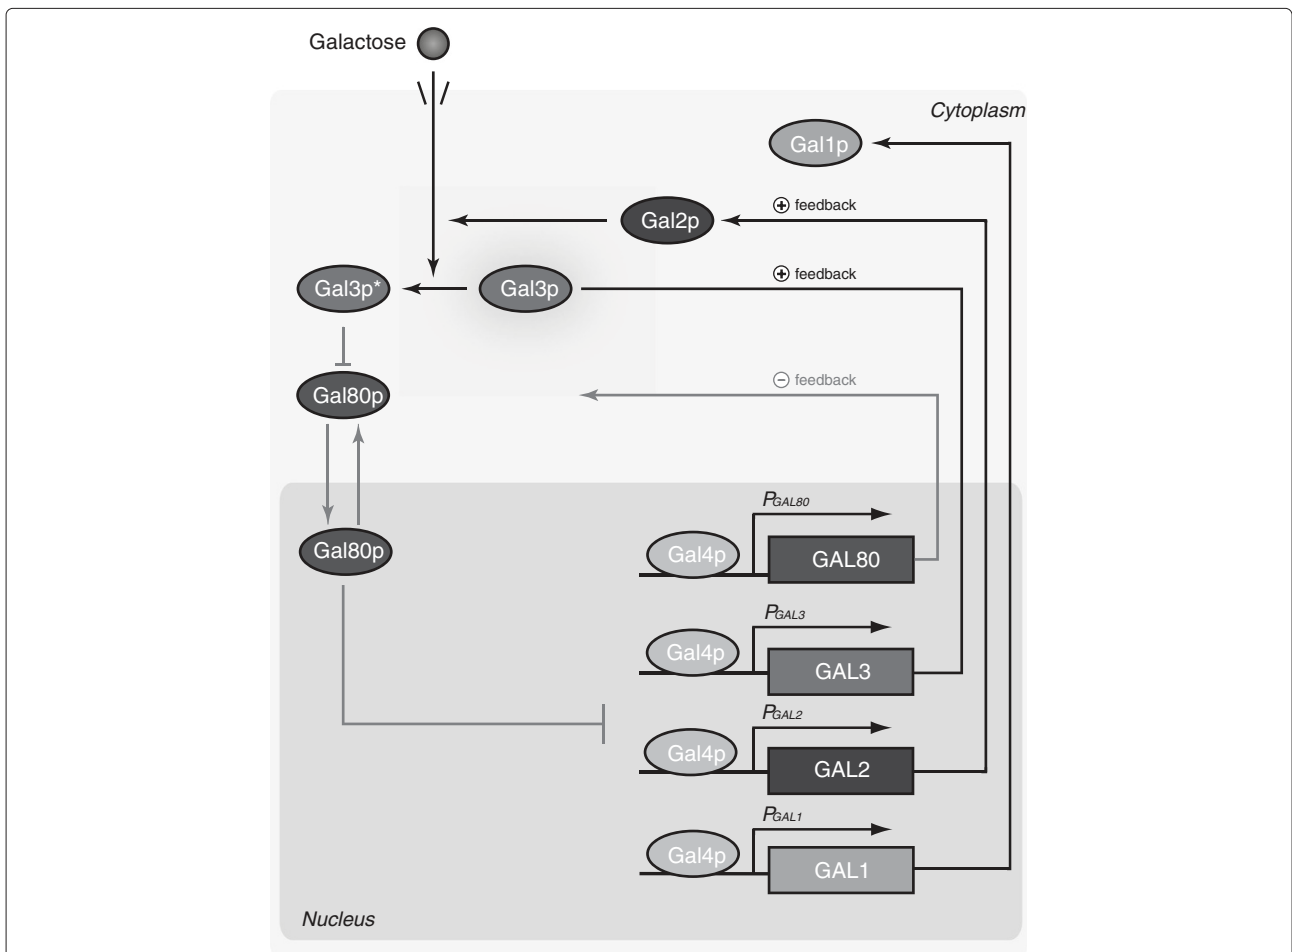 Galactose
Cytoplasm
Gal1p
Gal2p
+ feedback
Gal3p*
Gal3p
+ feedback
Gal80p
− feedback
Gal80p
PGAL80
Gal4p
GAL80
PGAL3
Gal4p
GAL3
PGAL2
Gal4p
GAL2
PGAL1
Gal4p
GAL1
Nucleus